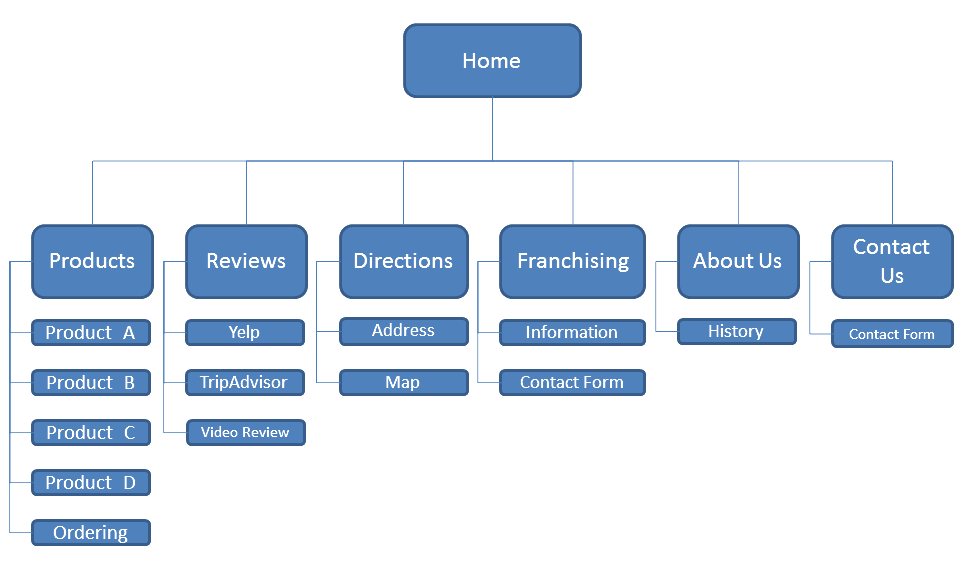 Home
Products
Reviews
Directions
Franchising
About Us
Contact
Us
Product A
Product B
Product C
Product D
Ordering
Yelp
TripAdvisor
Video Review
Address
Map
Information
Contact Form
History
Contact Form